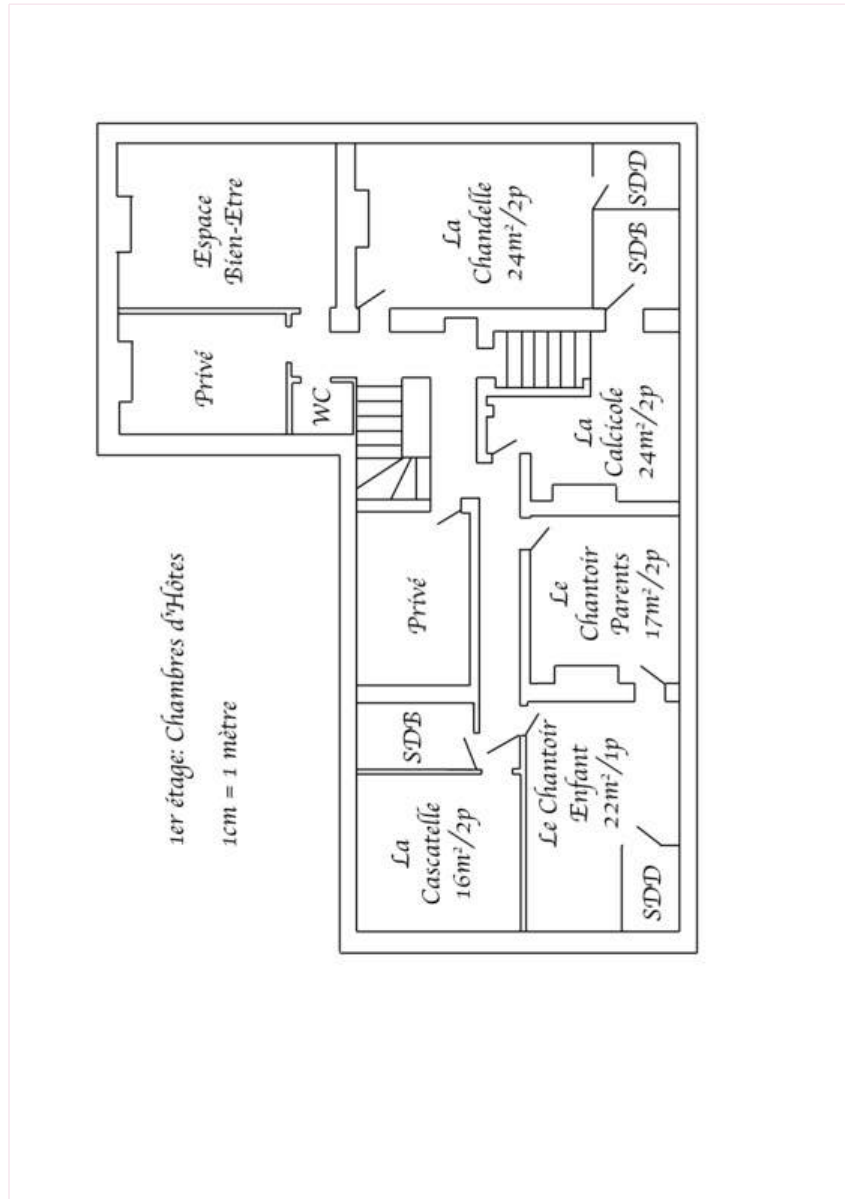 1er étage: Chambres d'Hôtes
1cm = 1 mètre
La
Cascatelle
16m²/2p
SDB
Privé
WC
Privé
Espace
Bien-Etre
Le Chantoir
Enfant
22m²/1p
SDD
Le
Chantoir
Parents
17m²/2p
La
Calcicole
24m²/2p
La
Chandelle
24m²/2p
SDB
SDD